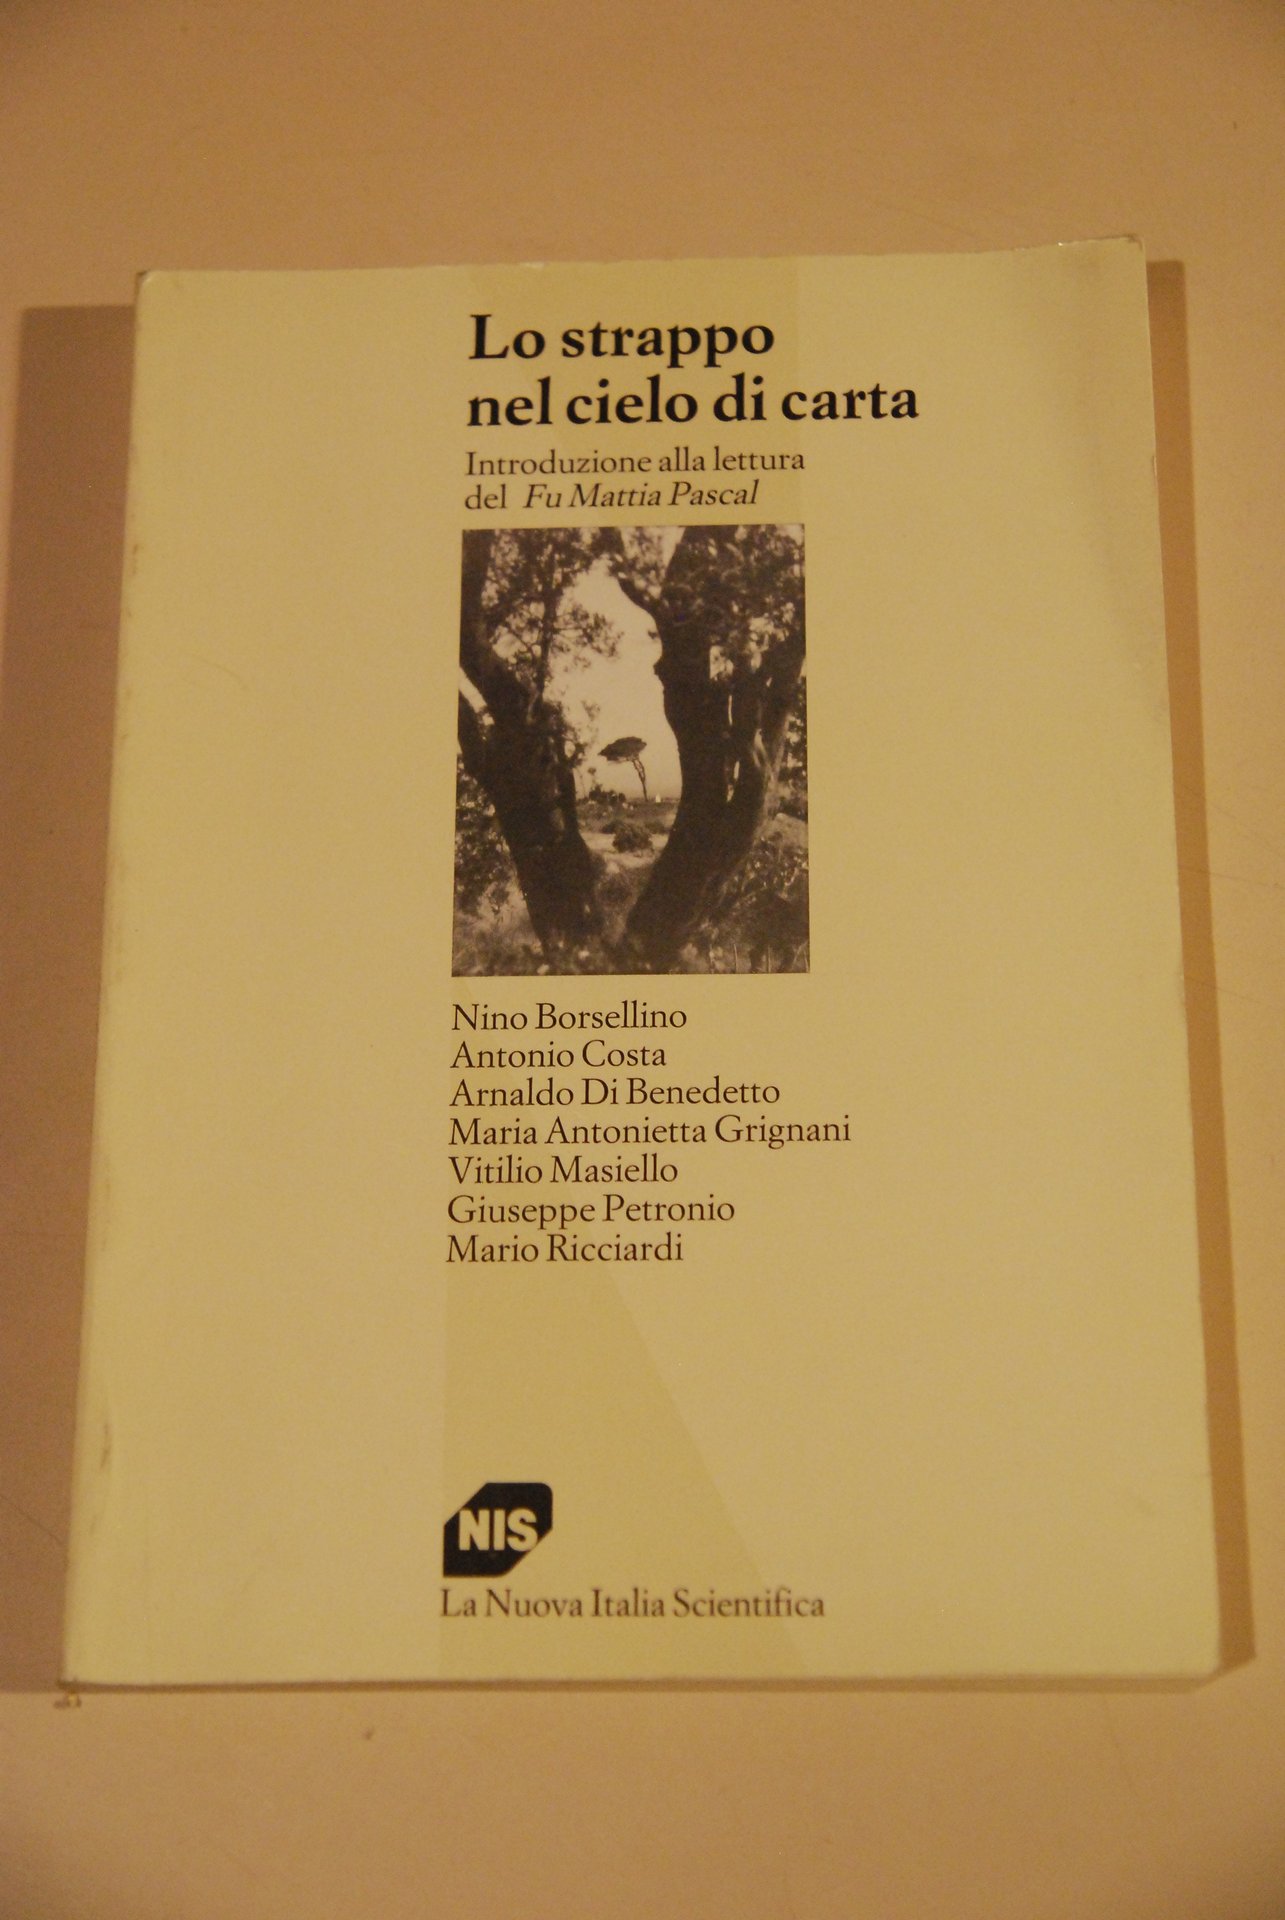 Lo strappo
nel cielo di carta
Introduzione alla lettura
del Fu Mattia Pascal
Nino Borsellino
Antonio Costa
Arnaldo Di Benedetto
Maria Antonietta Grignani
Vitilio Masiello
Giuseppe Petronio
Mario Ricciardi
NIS
La Nuova Italia Scientifica